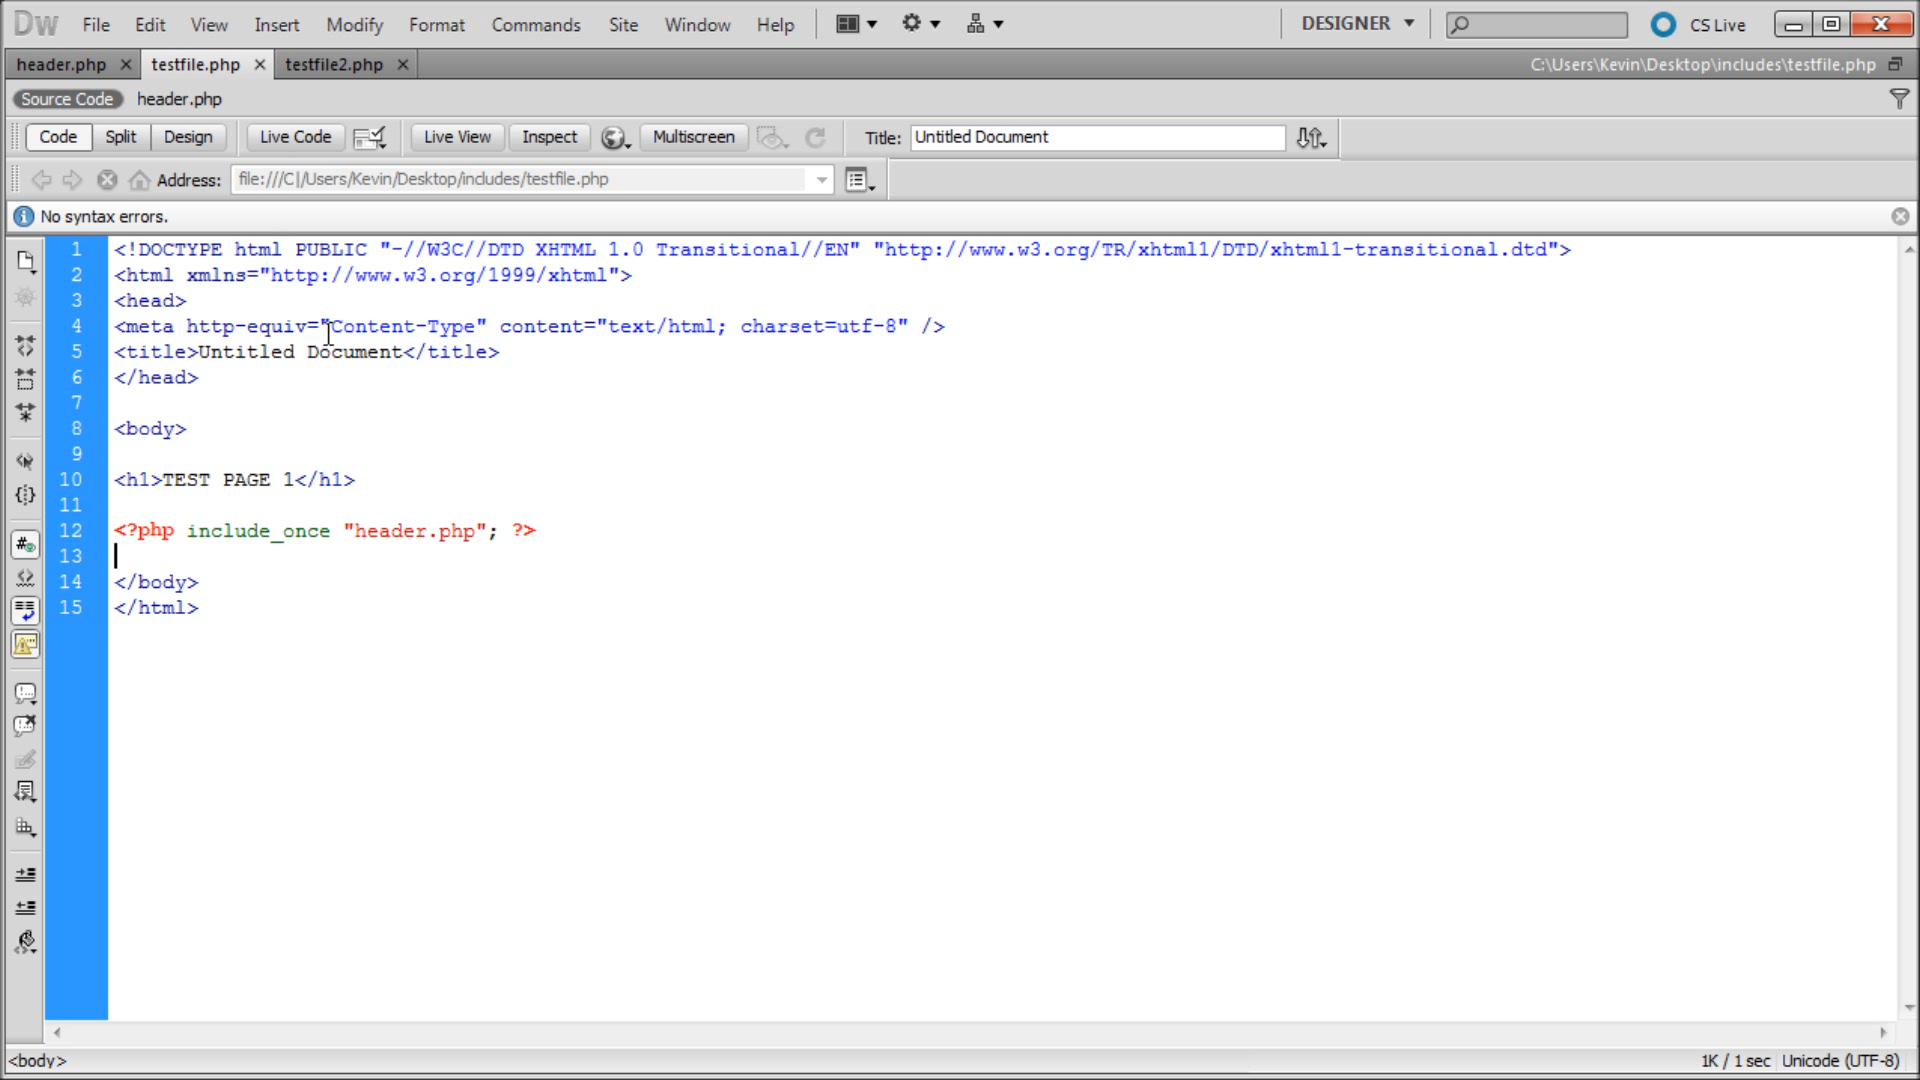 Dw File Edit View Insert Modify Format Commands Site Window Help DESIGNER CS Live
header.php testfile.php testfile2.php C:\Users\Kevin\Desktop\includes\testfile.php
Source Code header.php
Code Split Design Live Code Live View Inspect Multiscreen Title: Untitled Document
Address: file:///C|/Users/Kevin/Desktop/includes/testfile.php
No syntax errors.
1 <!DOCTYPE html PUBLIC "-//W3C//DTD XHTML 1.0 Transitional//EN" "http://www.w3.org/TR/xhtml1/DTD/xhtml1-transitional.dtd">
2 <html xmlns="http://www.w3.org/1999/xhtml">
3 <head>
4 <meta http-equiv="Content-Type" content="text/html; charset=utf-8" />
5 <title>Untitled Document</title>
6 </head>
7
8 <body>
9
10 <h1>TEST PAGE 1</h1>
11
12 <?php include_once "header.php"; ?>
13
14 </body>
15 </html>
<body> 1K / 1 sec Unicode (UTF-8)